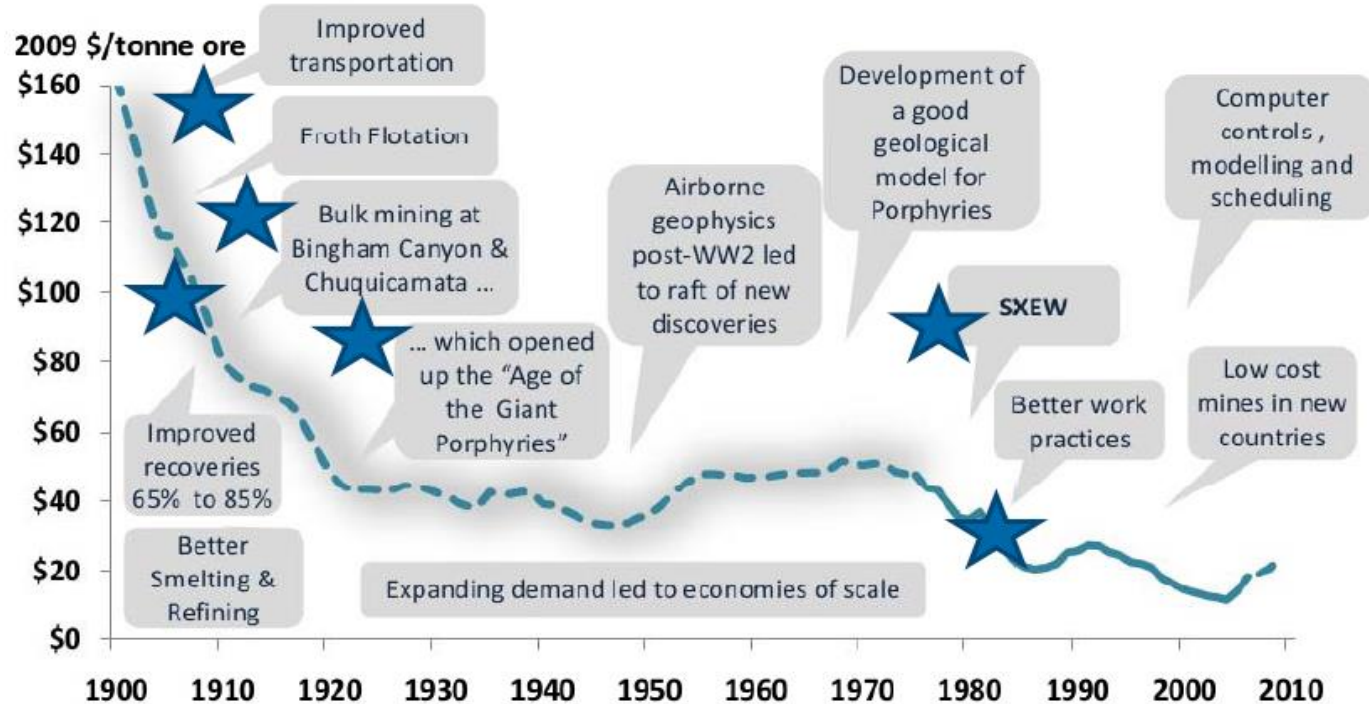 2009 $/tonne ore
$160
$140
$120
$100
$80
$60
$40
$20
$0
Improved
transportation
Froth Flotation
Bulk mining at
Bingham Canyon &
Chuquicamata ...
... which opened
up the "Age of
the Giant
Porphyries"
Improved
recoveries
65% to 85%
Better
Smelting &
Refining
Airborne
geophysics
post-WW2 led
to raft of new
discoveries
Expanding demand led to economies of scale
Development of
a good
geological
model for
Porphyries
SXEW
Better work
practices
Computer
controls ,
modelling and
scheduling
Low cost
mines in new
countries
1900 1910 1920 1930 1940 1950 1960 1970 1980 1990 2000 2010